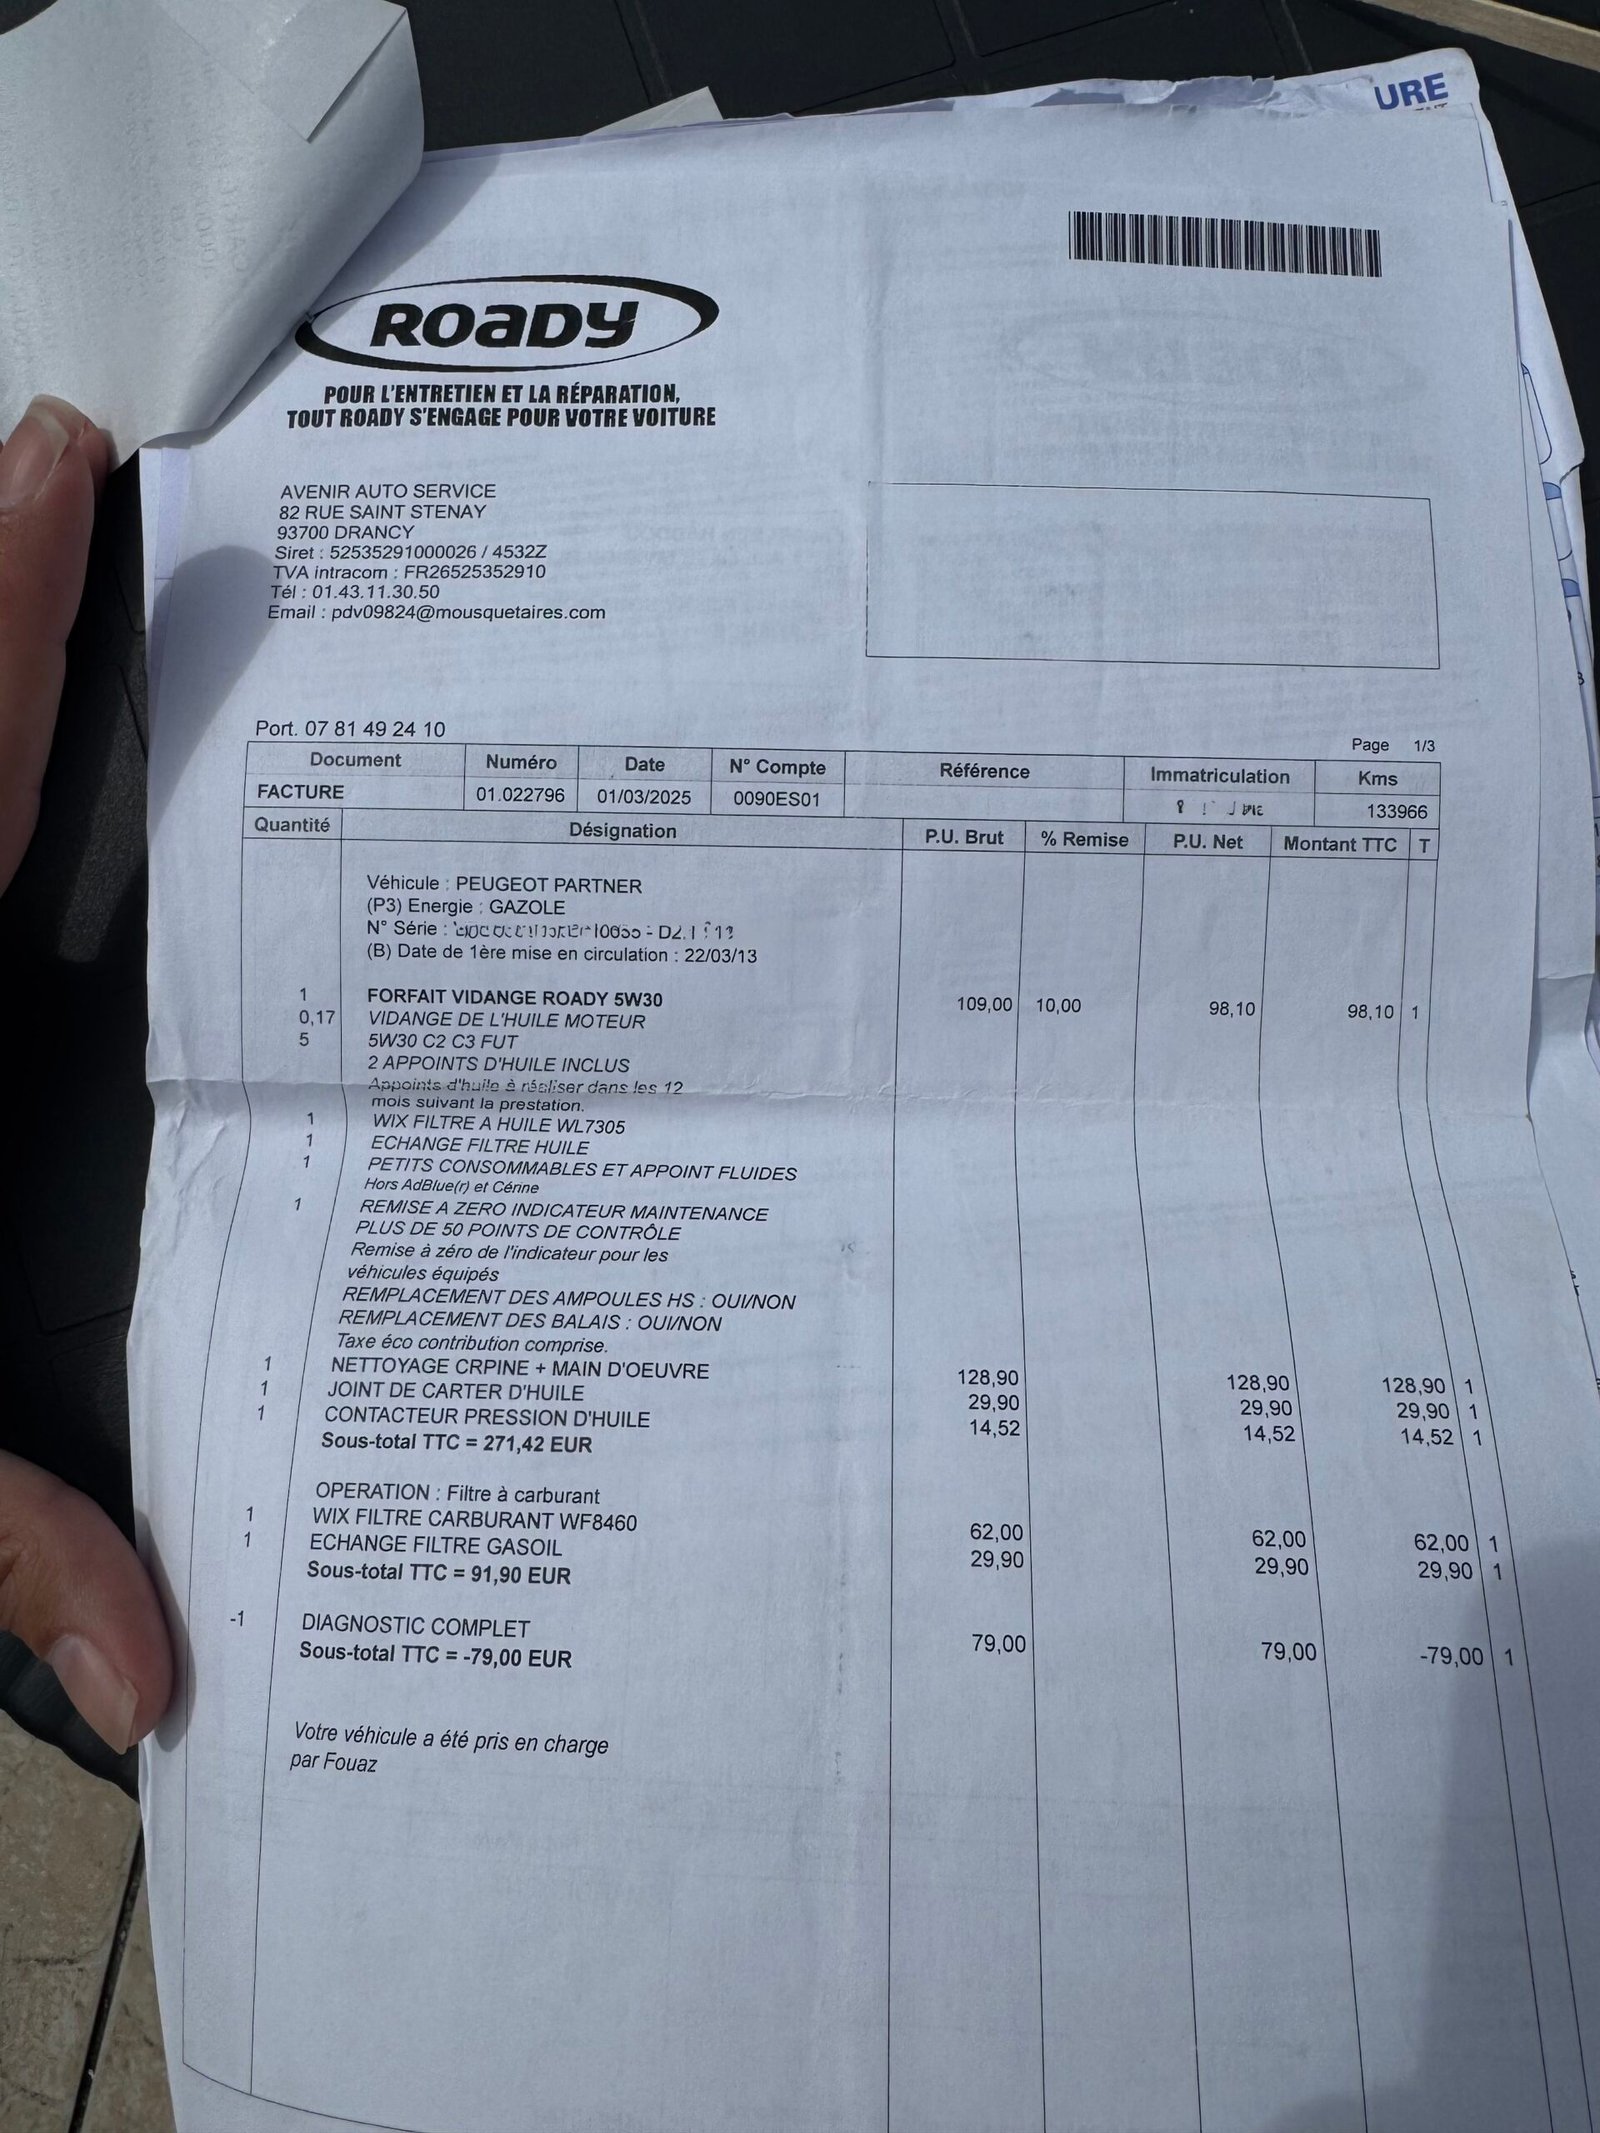 URE
ROADY
POUR L'ENTRETIEN ET LA RÉPARATION,
TOUT ROADY S'ENGAGE POUR VOTRE VOITURE
AVENIR AUTO SERVICE
82 RUE SAINT STENAY
93700 DRANCY
Siret : 52535291000026 / 4532Z
TVA intracom : FR26525352910
Tél : 01.43.11.30.50
Email : pdv09824@mousquetaires.com
Port. 07 81 49 24 10
Page 1/3
Document Numéro Date N° Compte Référence Immatriculation Kms
FACTURE 01.022796 01/03/2025 0090ES01 133966
Quantité Désignation P.U. Brut % Remise P.U. Net Montant TTC T
Véhicule : PEUGEOT PARTNER
(P3) Energie : GAZOLE
N° Série :
(B) Date de 1ère mise en circulation : 22/03/13
1 FORFAIT VIDANGE ROADY 5W30 109,00 10,00 98,10 98,10 1
0,17 VIDANGE DE L'HUILE MOTEUR
5 5W30 C2 C3 FUT
2 APPOINTS D'HUILE INCLUS
Appoints d'huile à réaliser dans les 12
mois suivant la prestation.
1 WIX FILTRE A HUILE WL7305
1 ECHANGE FILTRE HUILE
1 PETITS CONSOMMABLES ET APPOINT FLUIDES
Hors AdBlue(r) et Cérine
1 REMISE A ZERO INDICATEUR MAINTENANCE
PLUS DE 50 POINTS DE CONTRÔLE
Remise à zéro de l'indicateur pour les
véhicules équipés
REMPLACEMENT DES AMPOULES HS : OUI/NON
REMPLACEMENT DES BALAIS : OUI/NON
Taxe éco contribution comprise.
1 NETTOYAGE CRPINE + MAIN D'OEUVRE 128,90 128,90 128,90 1
1 JOINT DE CARTER D'HUILE 29,90 29,90 29,90 1
1 CONTACTEUR PRESSION D'HUILE 14,52 14,52 14,52 1
Sous-total TTC = 271,42 EUR
OPERATION : Filtre à carburant
1 WIX FILTRE CARBURANT WF8460 62,00 62,00 62,00 1
1 ECHANGE FILTRE GASOIL 29,90 29,90 29,90 1
Sous-total TTC = 91,90 EUR
-1 DIAGNOSTIC COMPLET 79,00 79,00 -79,00 1
Sous-total TTC = -79,00 EUR
Votre véhicule a été pris en charge
par Fouaz